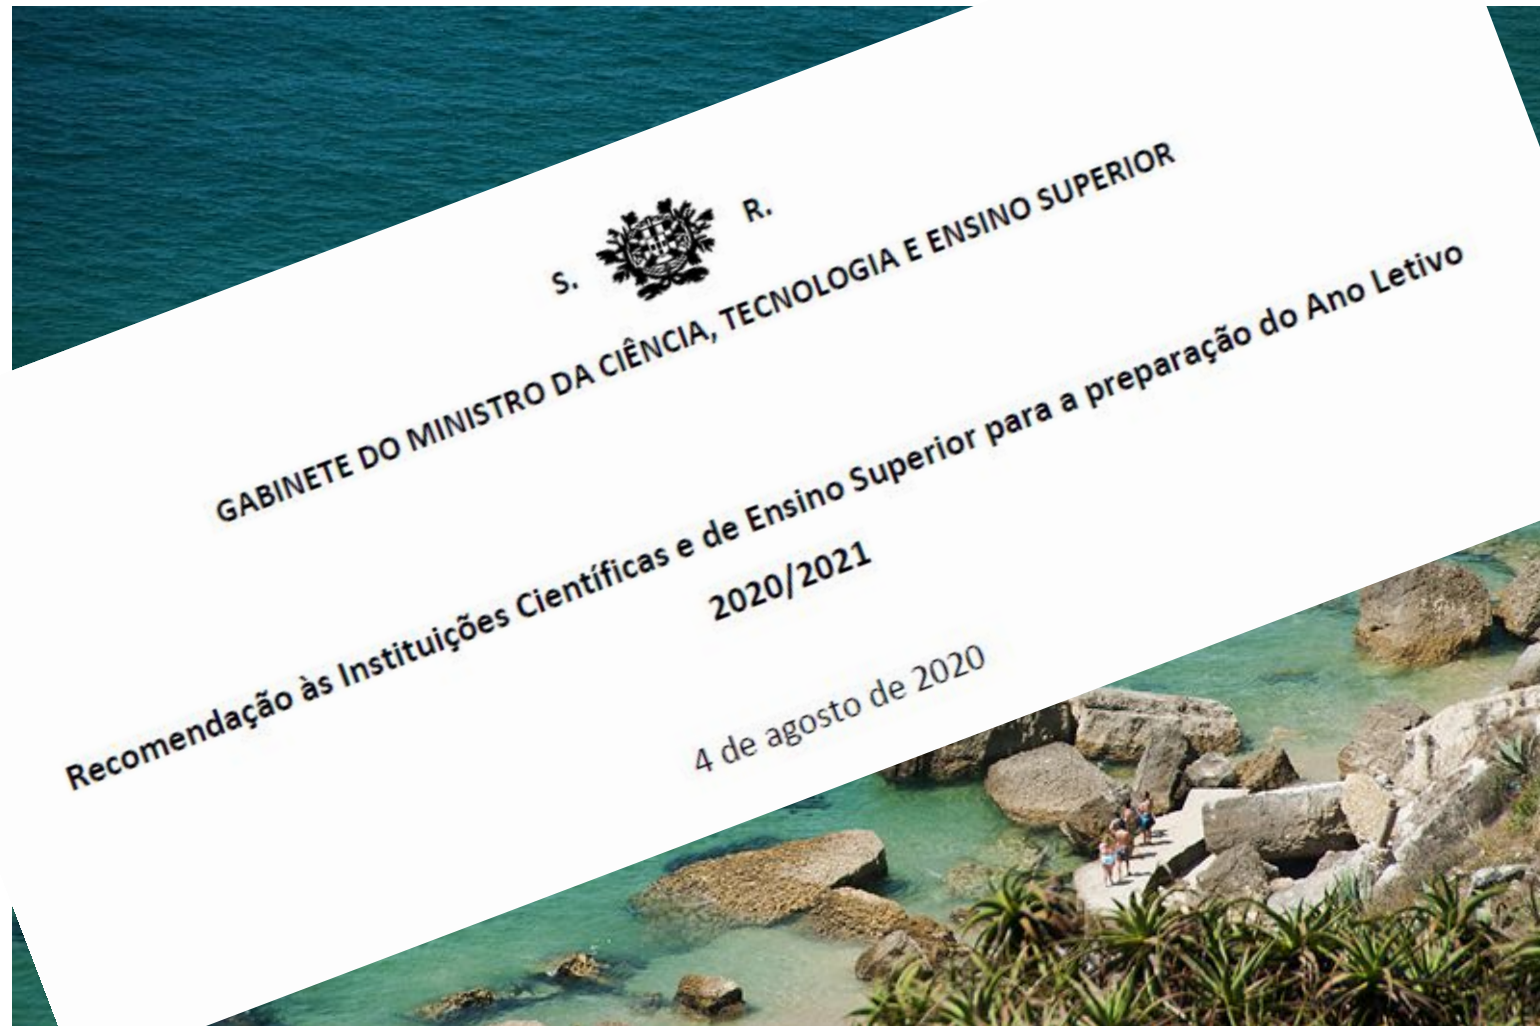 S. R.
GABINETE DO MINISTRO DA CIÊNCIA, TECNOLOGIA E ENSINO SUPERIOR
Recomendação às Instituições Científicas e de Ensino Superior para a preparação do Ano Letivo
2020/2021
4 de agosto de 2020